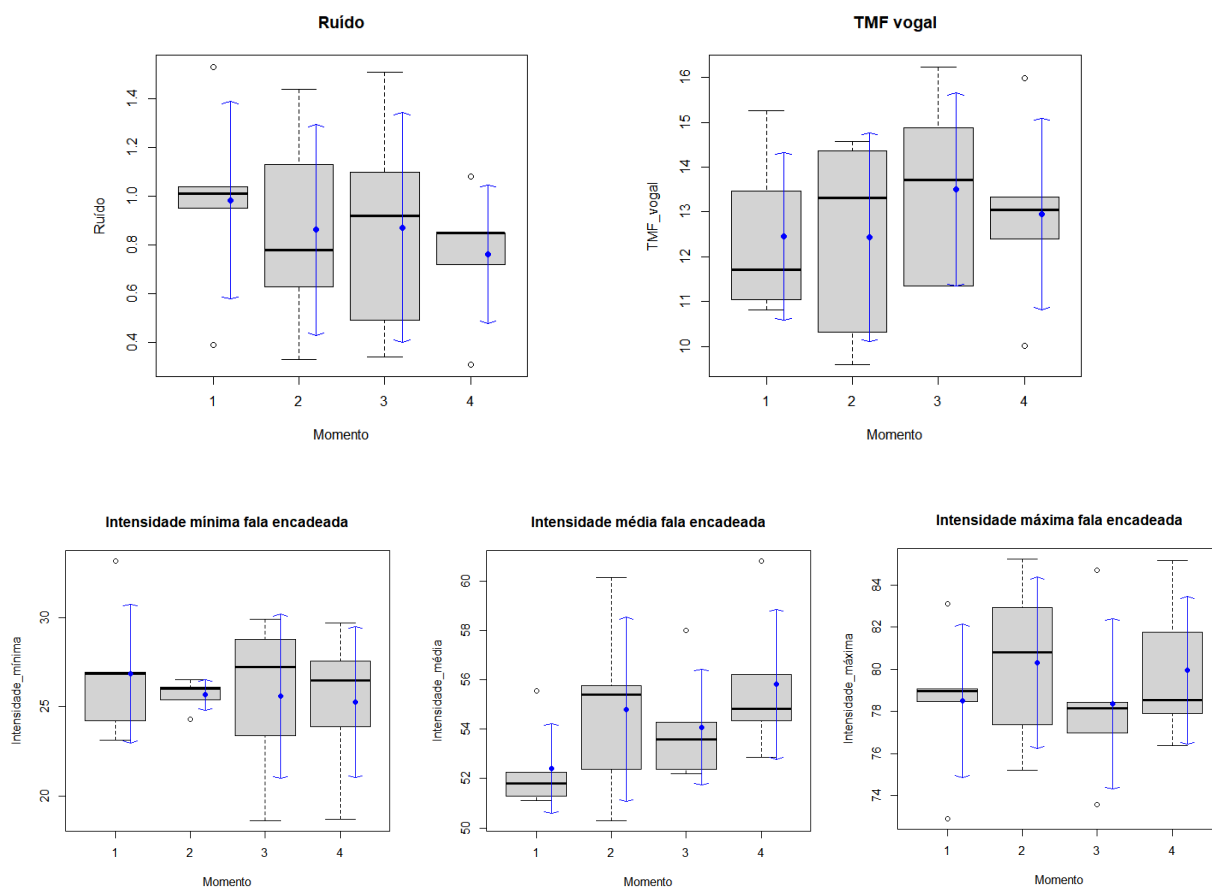 Ruído
Ruído
0.4 0.6 0.8 1.0 1.2 1.4
1 2 3 4
Momento
TMF vogal
TMF_vogal
10 11 12 13 14 15 16
1 2 3 4
Momento
Intensidade mínima fala encadeada
Intensidade_mínima
20 25 30
1 2 3 4
Momento
Intensidade média fala encadeada
Intensidade_média
50 52 54 56 58 60
1 2 3 4
Momento
Intensidade máxima fala encadeada
Intensidade_máxima
74 76 78 80 82 84
1 2 3 4
Momento